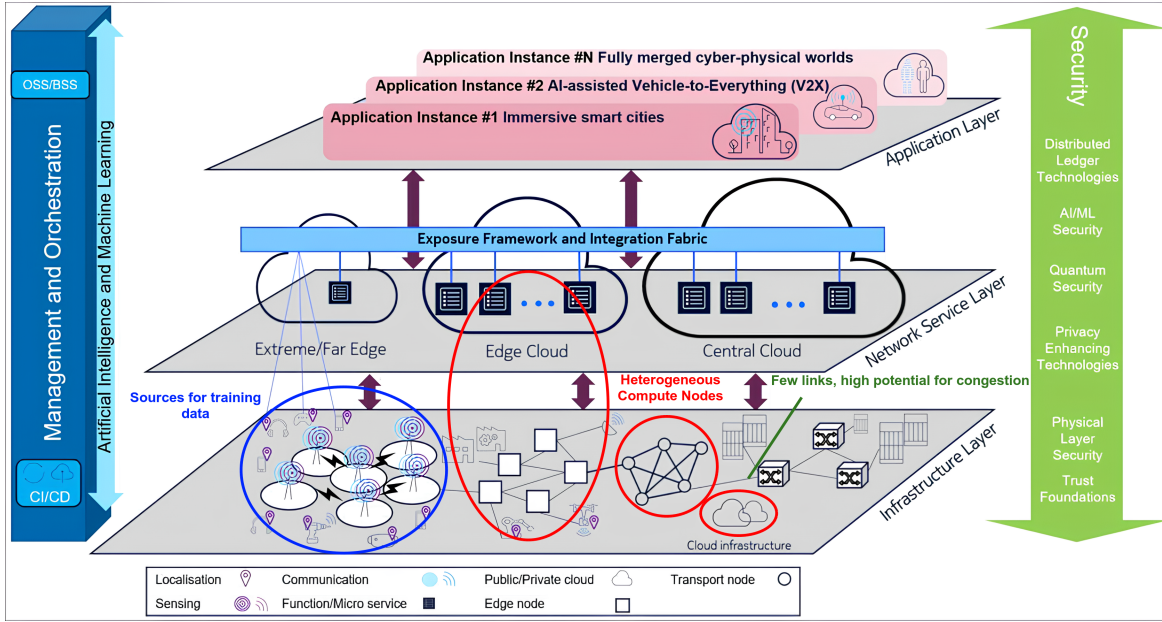 Application Instance #N Fully merged cyber-physical worlds
Application Instance #2 AI-assisted Vehicle-to-Everything (V2X)
Application Instance #1 Immersive smart cities
Application Layer
OSS/BSS
Management and Orchestration
Artificial Intelligence and Machine Learning
CI/CD
Exposure Framework and Integration Fabric
Extreme/Far Edge
Edge Cloud
Central Cloud
Network Service Layer
Sources for training
data
Heterogeneous
Compute Nodes
Few links, high potential for congestion
Cloud infrastructure
Infrastructure Layer
Security
Distributed
Ledger
Technologies
AI/ML
Security
Quantum
Security
Privacy
Enhancing
Technologies
Physical
Layer
Security
Trust
Foundations
Localisation
Communication
Public/Private cloud
Transport node
Sensing
Function/Micro service
Edge node